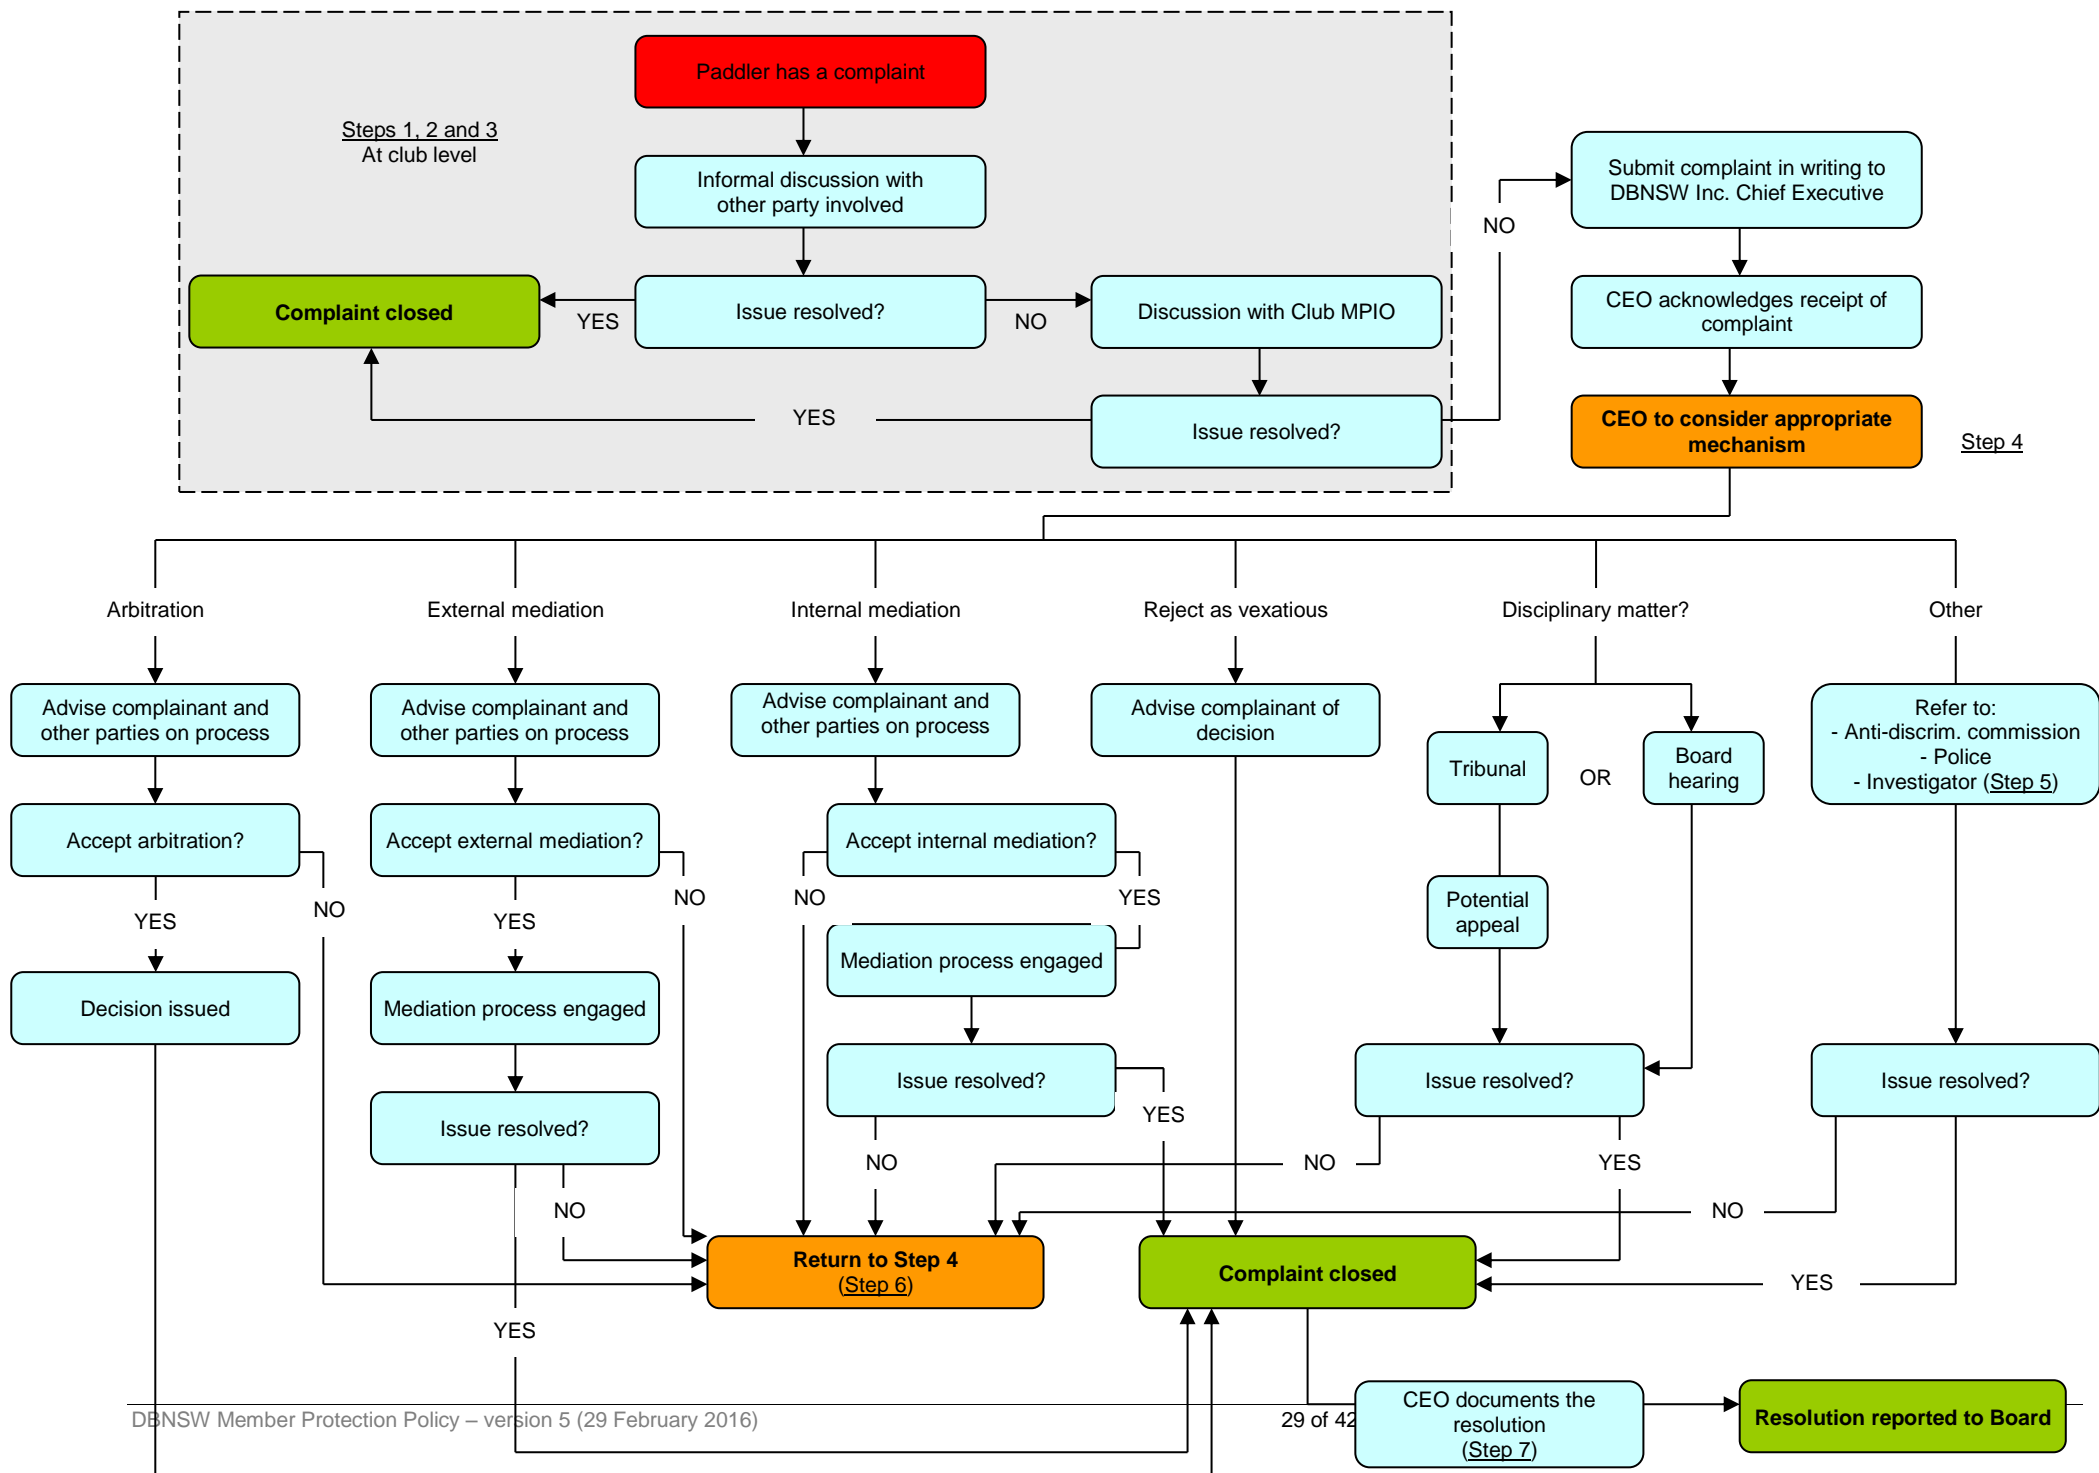 Paddler has a complaint
Steps 1, 2 and 3
At club level
Informal discussion with
other party involved
Submit complaint in writing to
DBNSW Inc. Chief Executive
NO
Complaint closed
YES
Issue resolved?
NO
Discussion with Club MPIO
CEO acknowledges receipt of
complaint
YES
Issue resolved?
CEO to consider appropriate
mechanism
Step 4
Arbitration
External mediation
Internal mediation
Reject as vexatious
Disciplinary matter?
Other
Advise complainant and
other parties on process
Advise complainant and
other parties on process
Advise complainant and
other parties on process
Advise complainant of
decision
Tribunal
OR
Board
hearing
Refer to:
- Anti-discrim. commission
- Police
- Investigator (Step 5)
Accept arbitration?
Accept external mediation?
Accept internal mediation?
YES
NO
YES
NO
NO
YES
Potential
appeal
Decision issued
Mediation process engaged
Mediation process engaged
Issue resolved?
Issue resolved?
Issue resolved?
Issue resolved?
NO
YES
NO
YES
NO
YES
NO
YES
NO
YES
Return to Step 4
(Step 6)
Complaint closed
CEO documents the
resolution
(Step 7)
Resolution reported to Board
DBNSW Member Protection Policy – version 5 (29 February 2016)
29 of 42